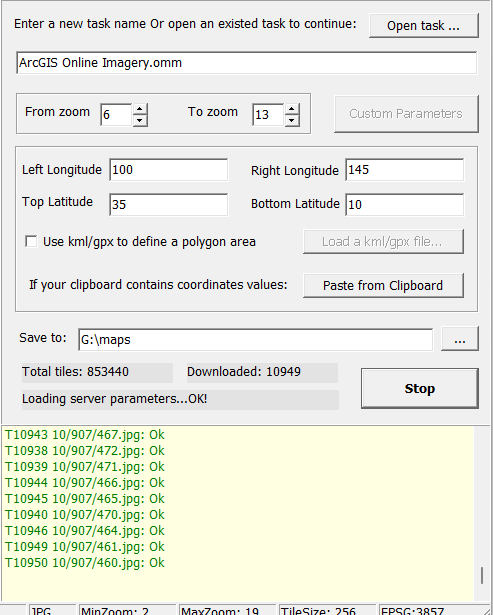 Enter a new task name Or open an existed task to continue: Open task ...
ArcGIS Online Imagery.omm
From zoom 6 To zoom 13 Custom Parameters
Left Longitude 100 Right Longitude 145
Top Latitude 35 Bottom Latitude 10
Use kml/gpx to define a polygon area Load a kml/gpx file...
If your clipboard contains coordinates values: Paste from Clipboard
Save to: G:\maps ...
Total tiles: 853440 Downloaded: 10949
Stop
Loading server parameters...OK!
T10943 10/907/467.jpg: Ok
T10938 10/907/472.jpg: Ok
T10939 10/907/471.jpg: Ok
T10944 10/907/466.jpg: Ok
T10945 10/907/465.jpg: Ok
T10940 10/907/470.jpg: Ok
T10946 10/907/464.jpg: Ok
T10949 10/907/461.jpg: Ok
T10950 10/907/460.jpg: Ok
JPG MinZoom: 2 MaxZoom: 19 TileSize: 256 EPSG:3857